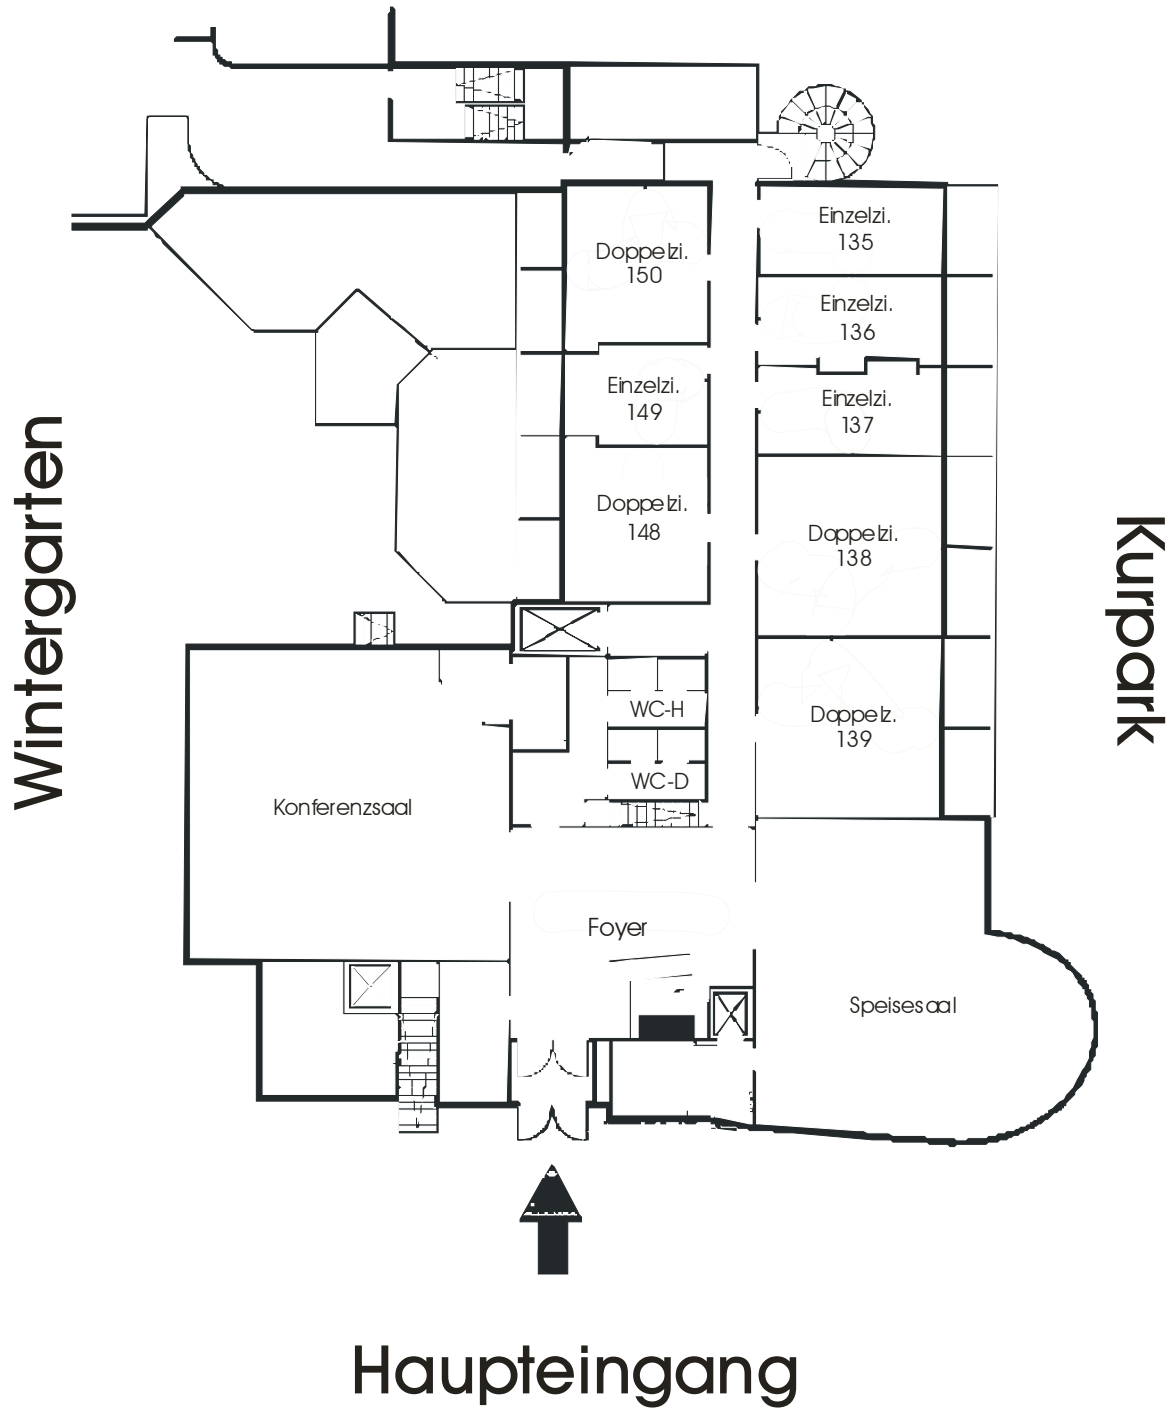 Einzelzi.
135
Doppelzi.
150
Einzelzi.
136
Einzelzi.
149
Einzelzi.
137
Doppelzi.
148
Doppelzi.
138
Wintergarten
Kurpark
WC-H
Doppelz.
139
WC-D
Konferenzsaal
Foyer
Speisesaal
Haupteingang